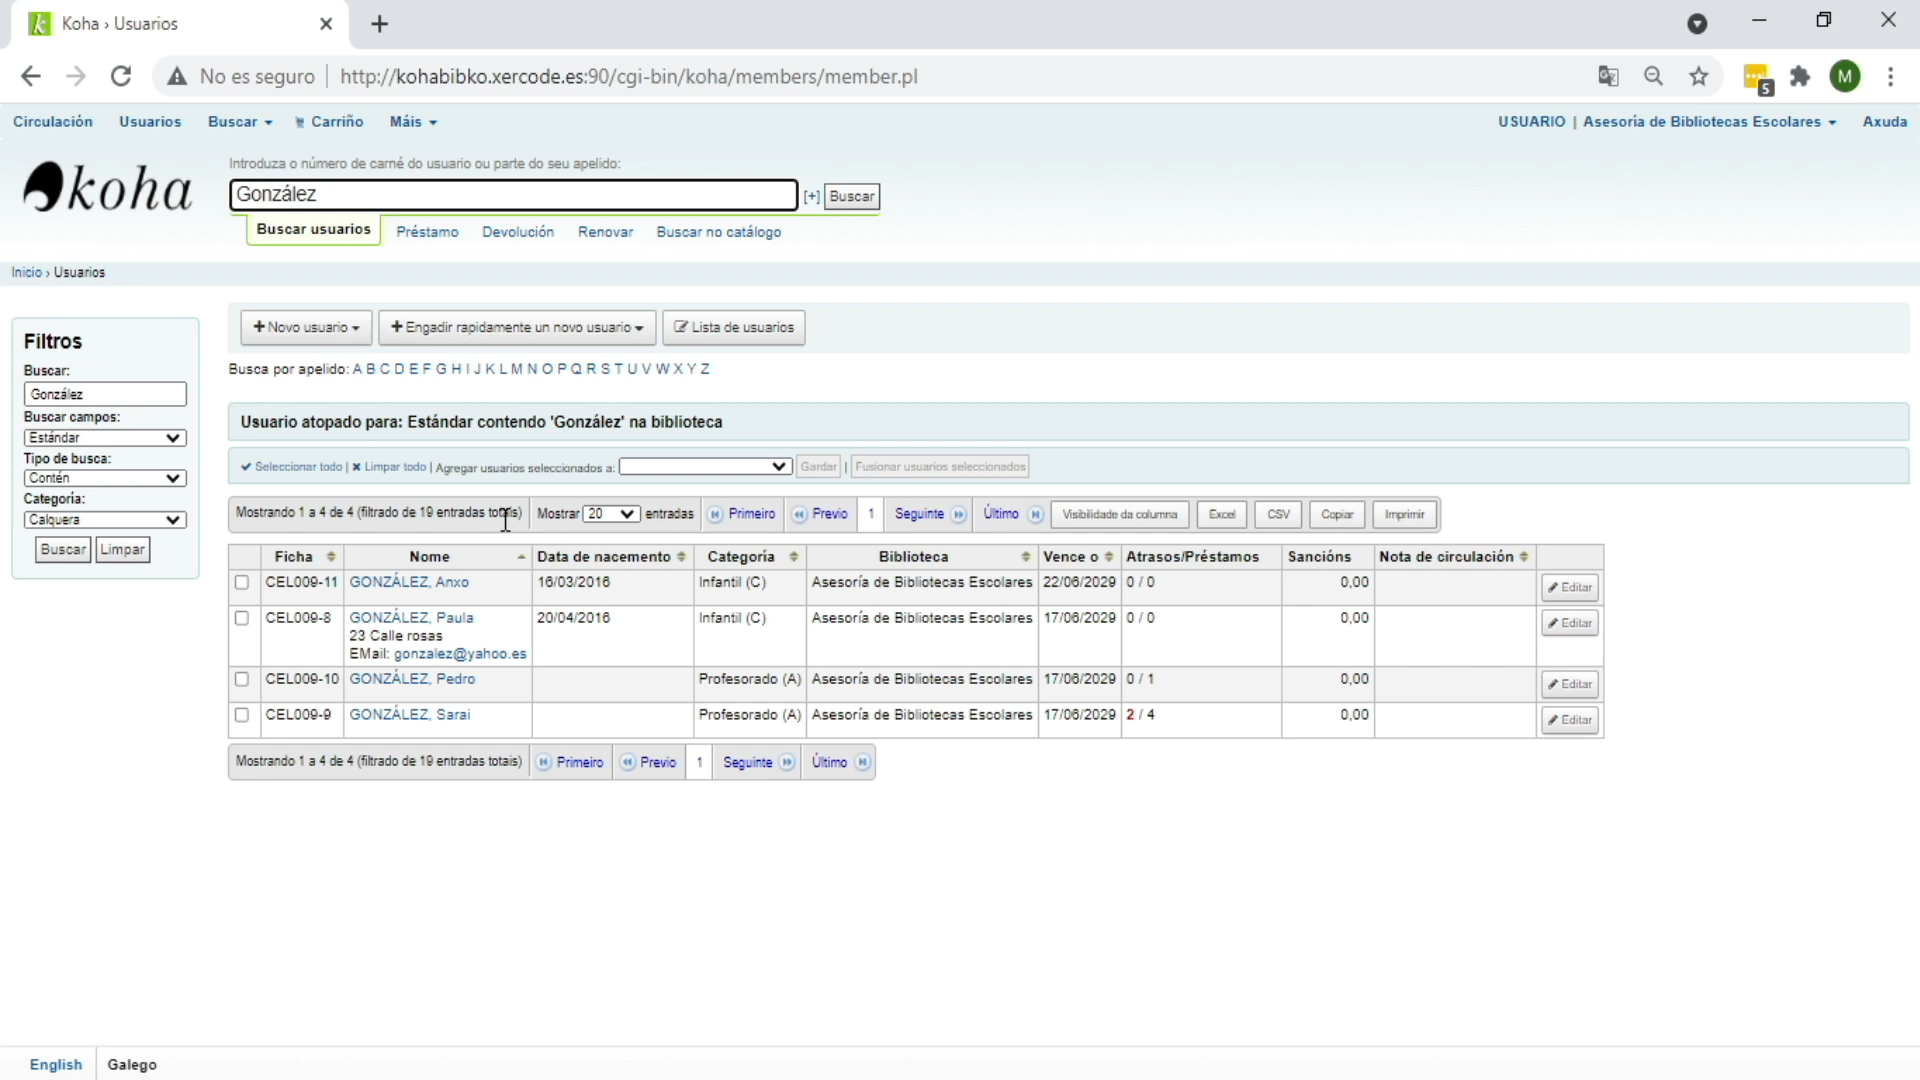 Koha › Usuarios
No es seguro
http://kohabibko.xercode.es:90/cgi-bin/koha/members/member.pl
5
M
Circulación Usuarios Buscar Carriño Máis
USUARIO | Asesoría de Bibliotecas Escolares Axuda
koha
Introduza o número de carné do usuario ou parte do seu apelido:
González [+] Buscar
Buscar usuarios Préstamo Devolución Renovar Buscar no catálogo
Inicio › Usuarios
Filtros
Buscar:
González
Buscar campos:
Estándar
Tipo de busca:
Contén
Categoría:
Calquera
Buscar Limpar
+ Novo usuario + Engadir rapidamente un novo usuario Lista de usuarios
Busca por apelido: A B C D E F G H I J K L M N O P Q R S T U V W X Y Z
Usuario atopado para: Estándar contendo 'González' na biblioteca
Seleccionar todo | Limpar todo | Agregar usuarios seleccionados a: Gardar | Fusionar usuarios seleccionados
Mostrando 1 a 4 de 4 (filtrado de 19 entradas totais) Mostrar 20 entradas Primeiro Previo 1 Seguinte Último Visibilidade da columna Excel CSV Copiar Imprimir
Ficha Nome Data de nacemento Categoría Biblioteca Vence o Atrasos/Préstamos Sancións Nota de circulación
CEL009-11 GONZÁLEZ, Anxo 16/03/2016 Infantil (C) Asesoría de Bibliotecas Escolares 22/06/2029 0 / 0 0,00 Editar
CEL009-8 GONZÁLEZ, Paula 20/04/2016 Infantil (C) Asesoría de Bibliotecas Escolares 17/06/2029 0 / 0 0,00 Editar
23 Calle rosas
EMail: gonzalez@yahoo.es
CEL009-10 GONZÁLEZ, Pedro Profesorado (A) Asesoría de Bibliotecas Escolares 17/06/2029 0 / 1 0,00 Editar
CEL009-9 GONZÁLEZ, Sarai Profesorado (A) Asesoría de Bibliotecas Escolares 17/06/2029 2 / 4 0,00 Editar
Mostrando 1 a 4 de 4 (filtrado de 19 entradas totais) Primeiro Previo 1 Seguinte Último
English Galego